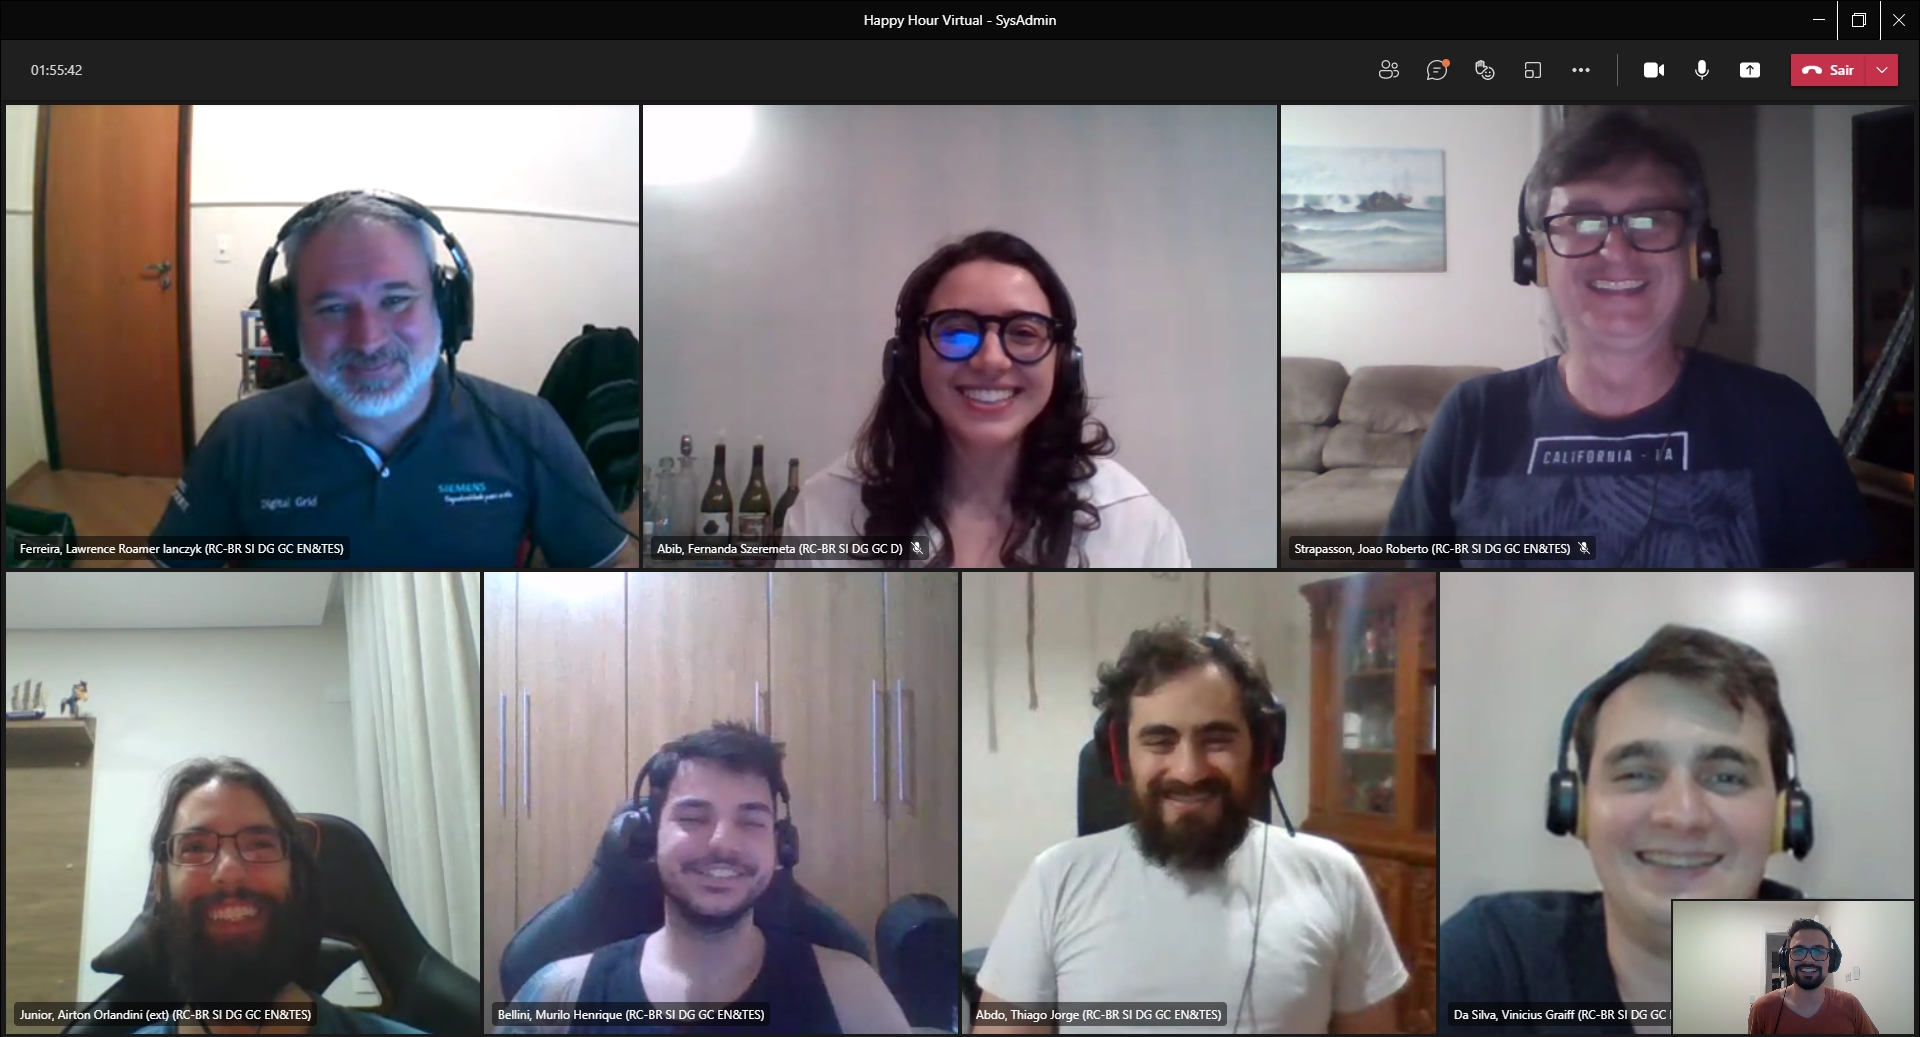 Happy Hour Virtual - SysAdmin
01:55:42
Sair
Digital Grid
SIEMENS
CALIFORNIA - LA
Ferreira, Lawrence Roamer Ianczyk (RC-BR SI DG GC EN&TES)
Abib, Fernanda Szeremeta (RC-BR SI DG GC D)
Strapasson, Joao Roberto (RC-BR SI DG GC EN&TES)
Junior, Airton Orlandini (ext) (RC-BR SI DG GC EN&TES)
Bellini, Murilo Henrique (RC-BR SI DG GC EN&TES)
Abdo, Thiago Jorge (RC-BR SI DG GC EN&TES)
Da Silva, Vinicius Graiff (RC-BR SI DG GC